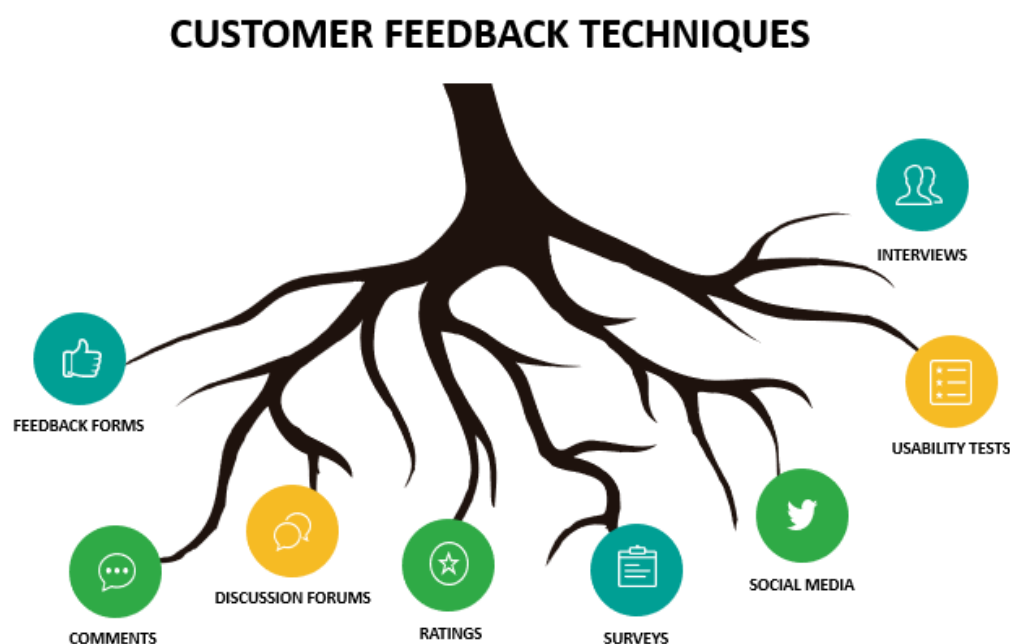 CUSTOMER FEEDBACK TECHNIQUES
INTERVIEWS
FEEDBACK FORMS
USABILITY TESTS
DISCUSSION FORUMS
SOCIAL MEDIA
COMMENTS
RATINGS
SURVEYS